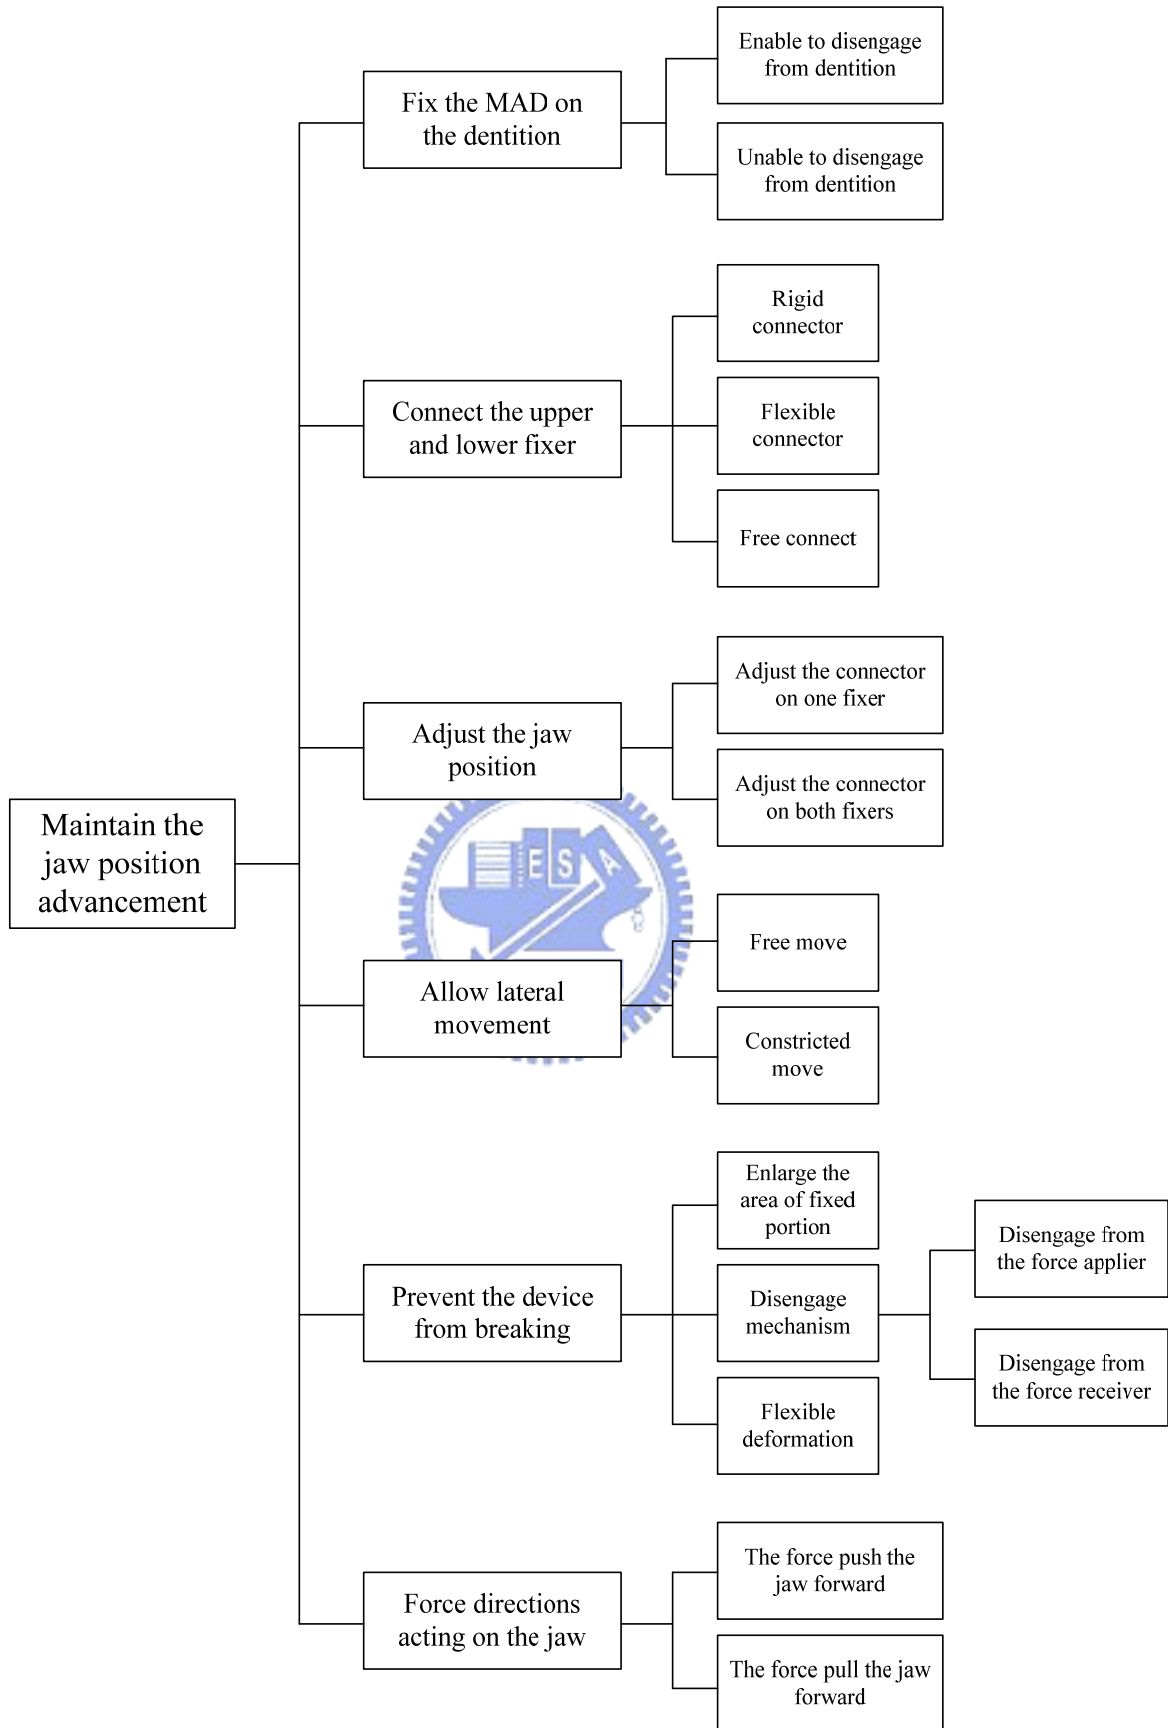 Enable to disengage
from dentition
Fix the MAD on
the dentition
Unable to disengage
from dentition
Rigid
connector
Connect the upper
and lower fixer
Flexible
connector
Free connect
Adjust the connector
on one fixer
Adjust the jaw
position
Adjust the connector
on both fixers
Maintain the
jaw position
advancement
E S A
Free move
Allow lateral
movement
Constricted
move
Enlarge the
area of fixed
portion
Disengage from
the force applier
Prevent the device
from breaking
Disengage
mechanism
Disengage from
the force receiver
Flexible
deformation
The force push the
jaw forward
Force directions
acting on the jaw
The force pull the jaw
forward